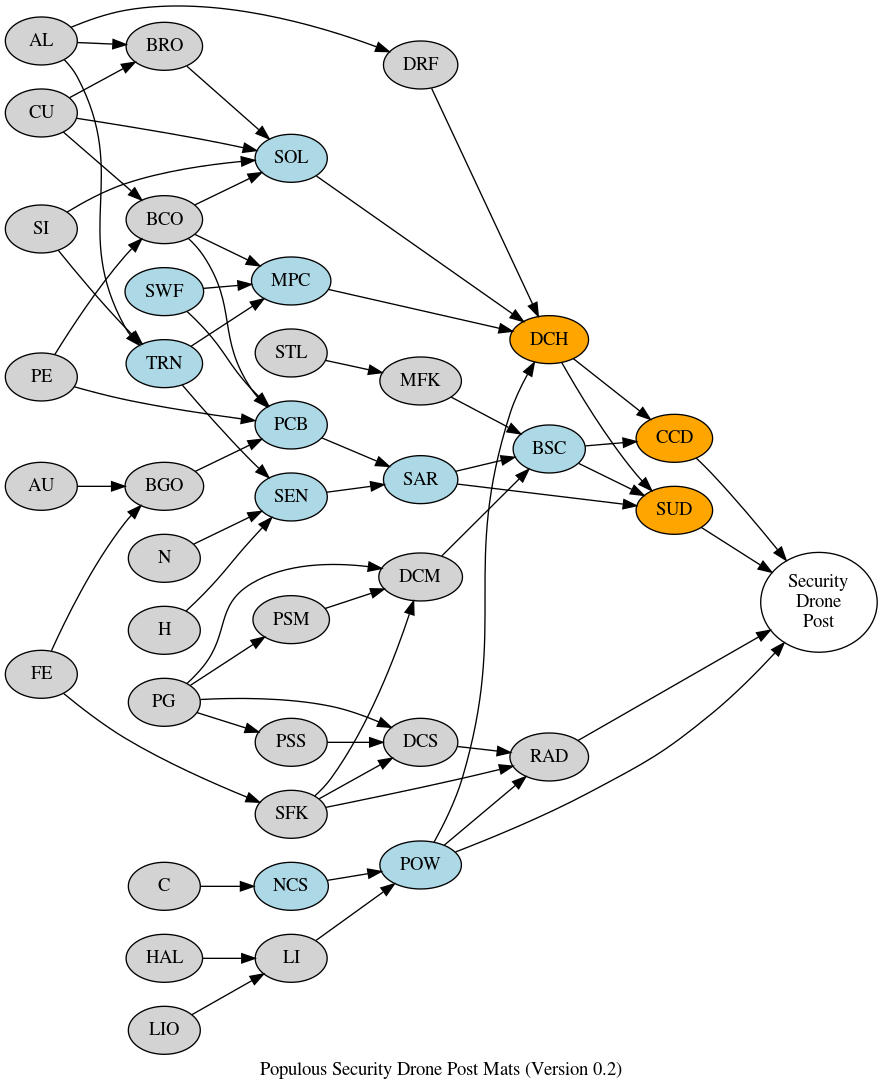 AL
BRO
DRF
CU
SOL
BCO
SI
SWF
MPC
DCH
STL
TRN
PE
MFK
PCB
CCD
BSC
AU
BGO
SEN
SAR
SUD
N
DCM
Security
Drone
Post
H
PSM
FE
PG
PSS
DCS
RAD
SFK
POW
C
NCS
HAL
LI
LIO
Populous Security Drone Post Mats (Version 0.2)